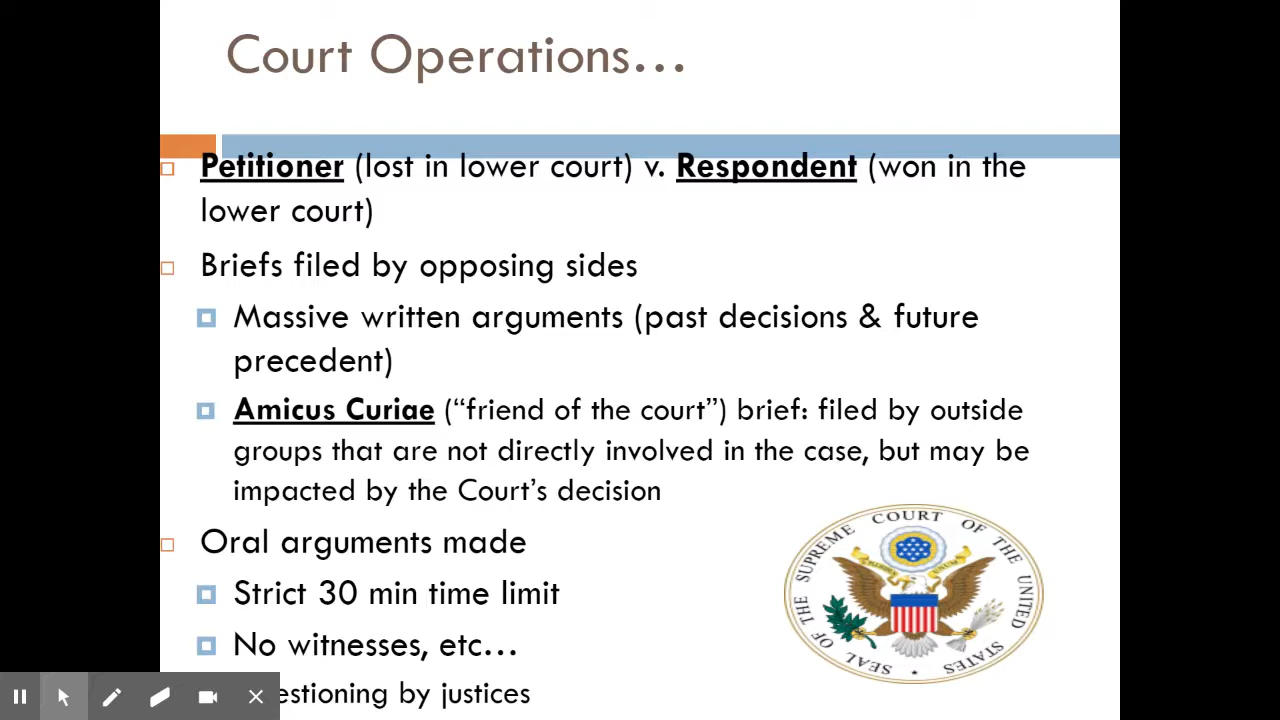 Court Operations…
Petitioner (lost in lower court) v. Respondent (won in the
lower court)
Briefs filed by opposing sides
Massive written arguments (past decisions & future
precedent)
Amicus Curiae (“friend of the court”) brief: filed by outside
groups that are not directly involved in the case, but may be
impacted by the Court’s decision
Oral arguments made
Strict 30 min time limit
No witnesses, etc…
estioning by justices
SEAL OF THE SUPREME COURT OF THE UNITED STATES